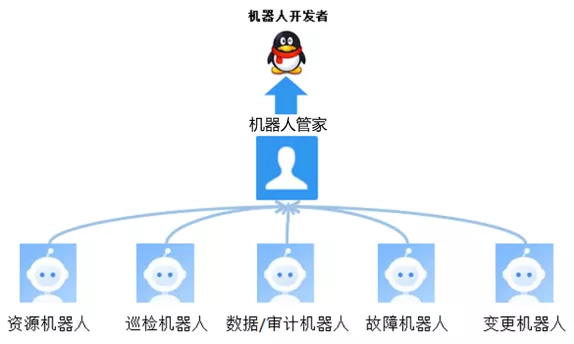 机器人开发者
机器人管家
资源机器人
巡检机器人
数据/审计机器人
故障机器人
变更机器人